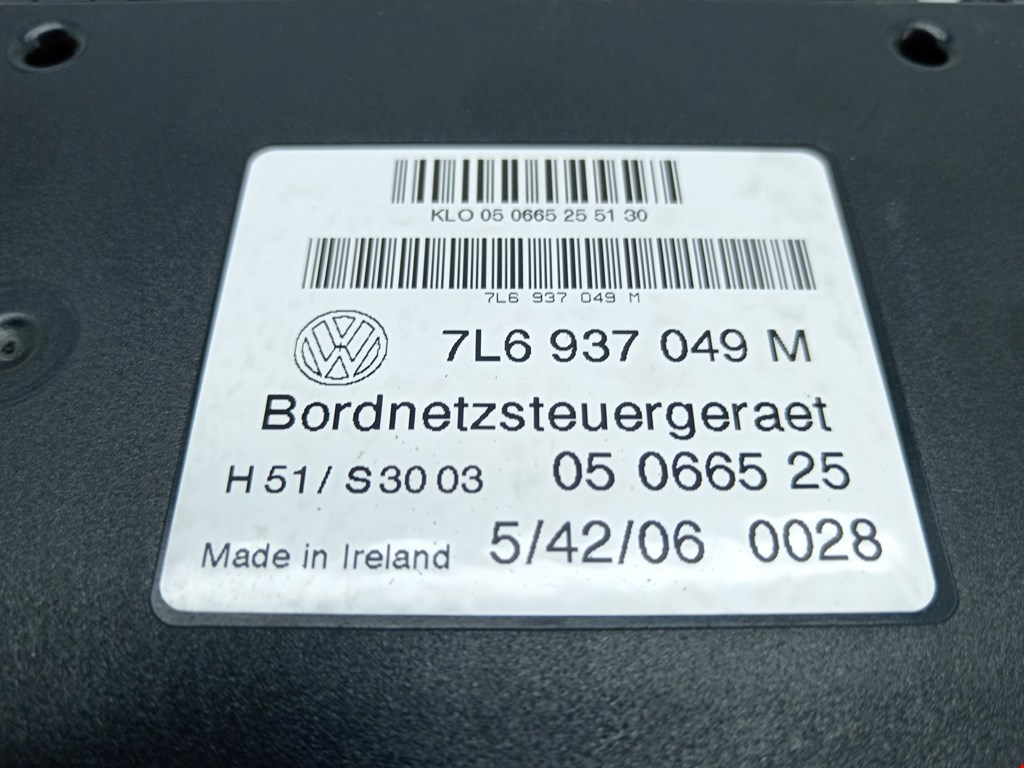 KLO 05 0665 25 51 30
7L6 937 049 M
7L6 937 049 M
Bordnetzsteuergeraet
H 51 / S 30 03 05 0665 25
Made in Ireland 5/42/06 0028